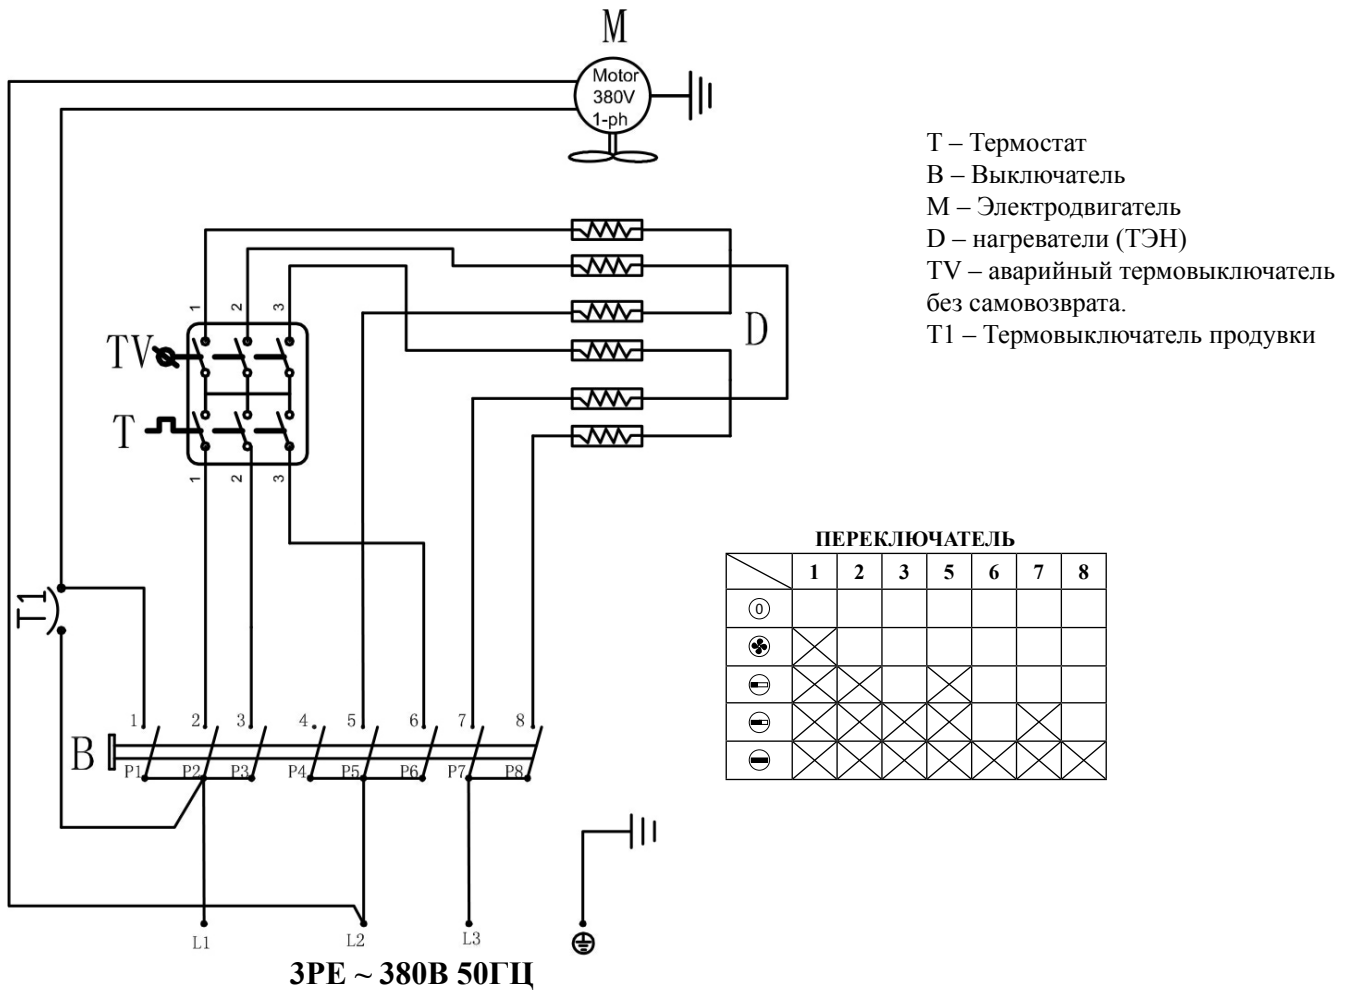 M
Motor
380V
1-ph
T – Термостат
В – Выключатель
М – Электродвигатель
D – нагреватели (ТЭН)
TV – аварийный термовыключатель
без самовозврата.
T1 – Термовыключатель продувки
1 2 3
TV
D
T
1 2 3
ПЕРЕКЛЮЧАТЕЛЬ
1 2 3 5 6 7 8
0
T1
1 2 3 4 5 6 7 8
B
P1 P2 P3 P4 P5 P6 P7 P8
L1 L2 L3
3PE ~ 380В 50ГЦ